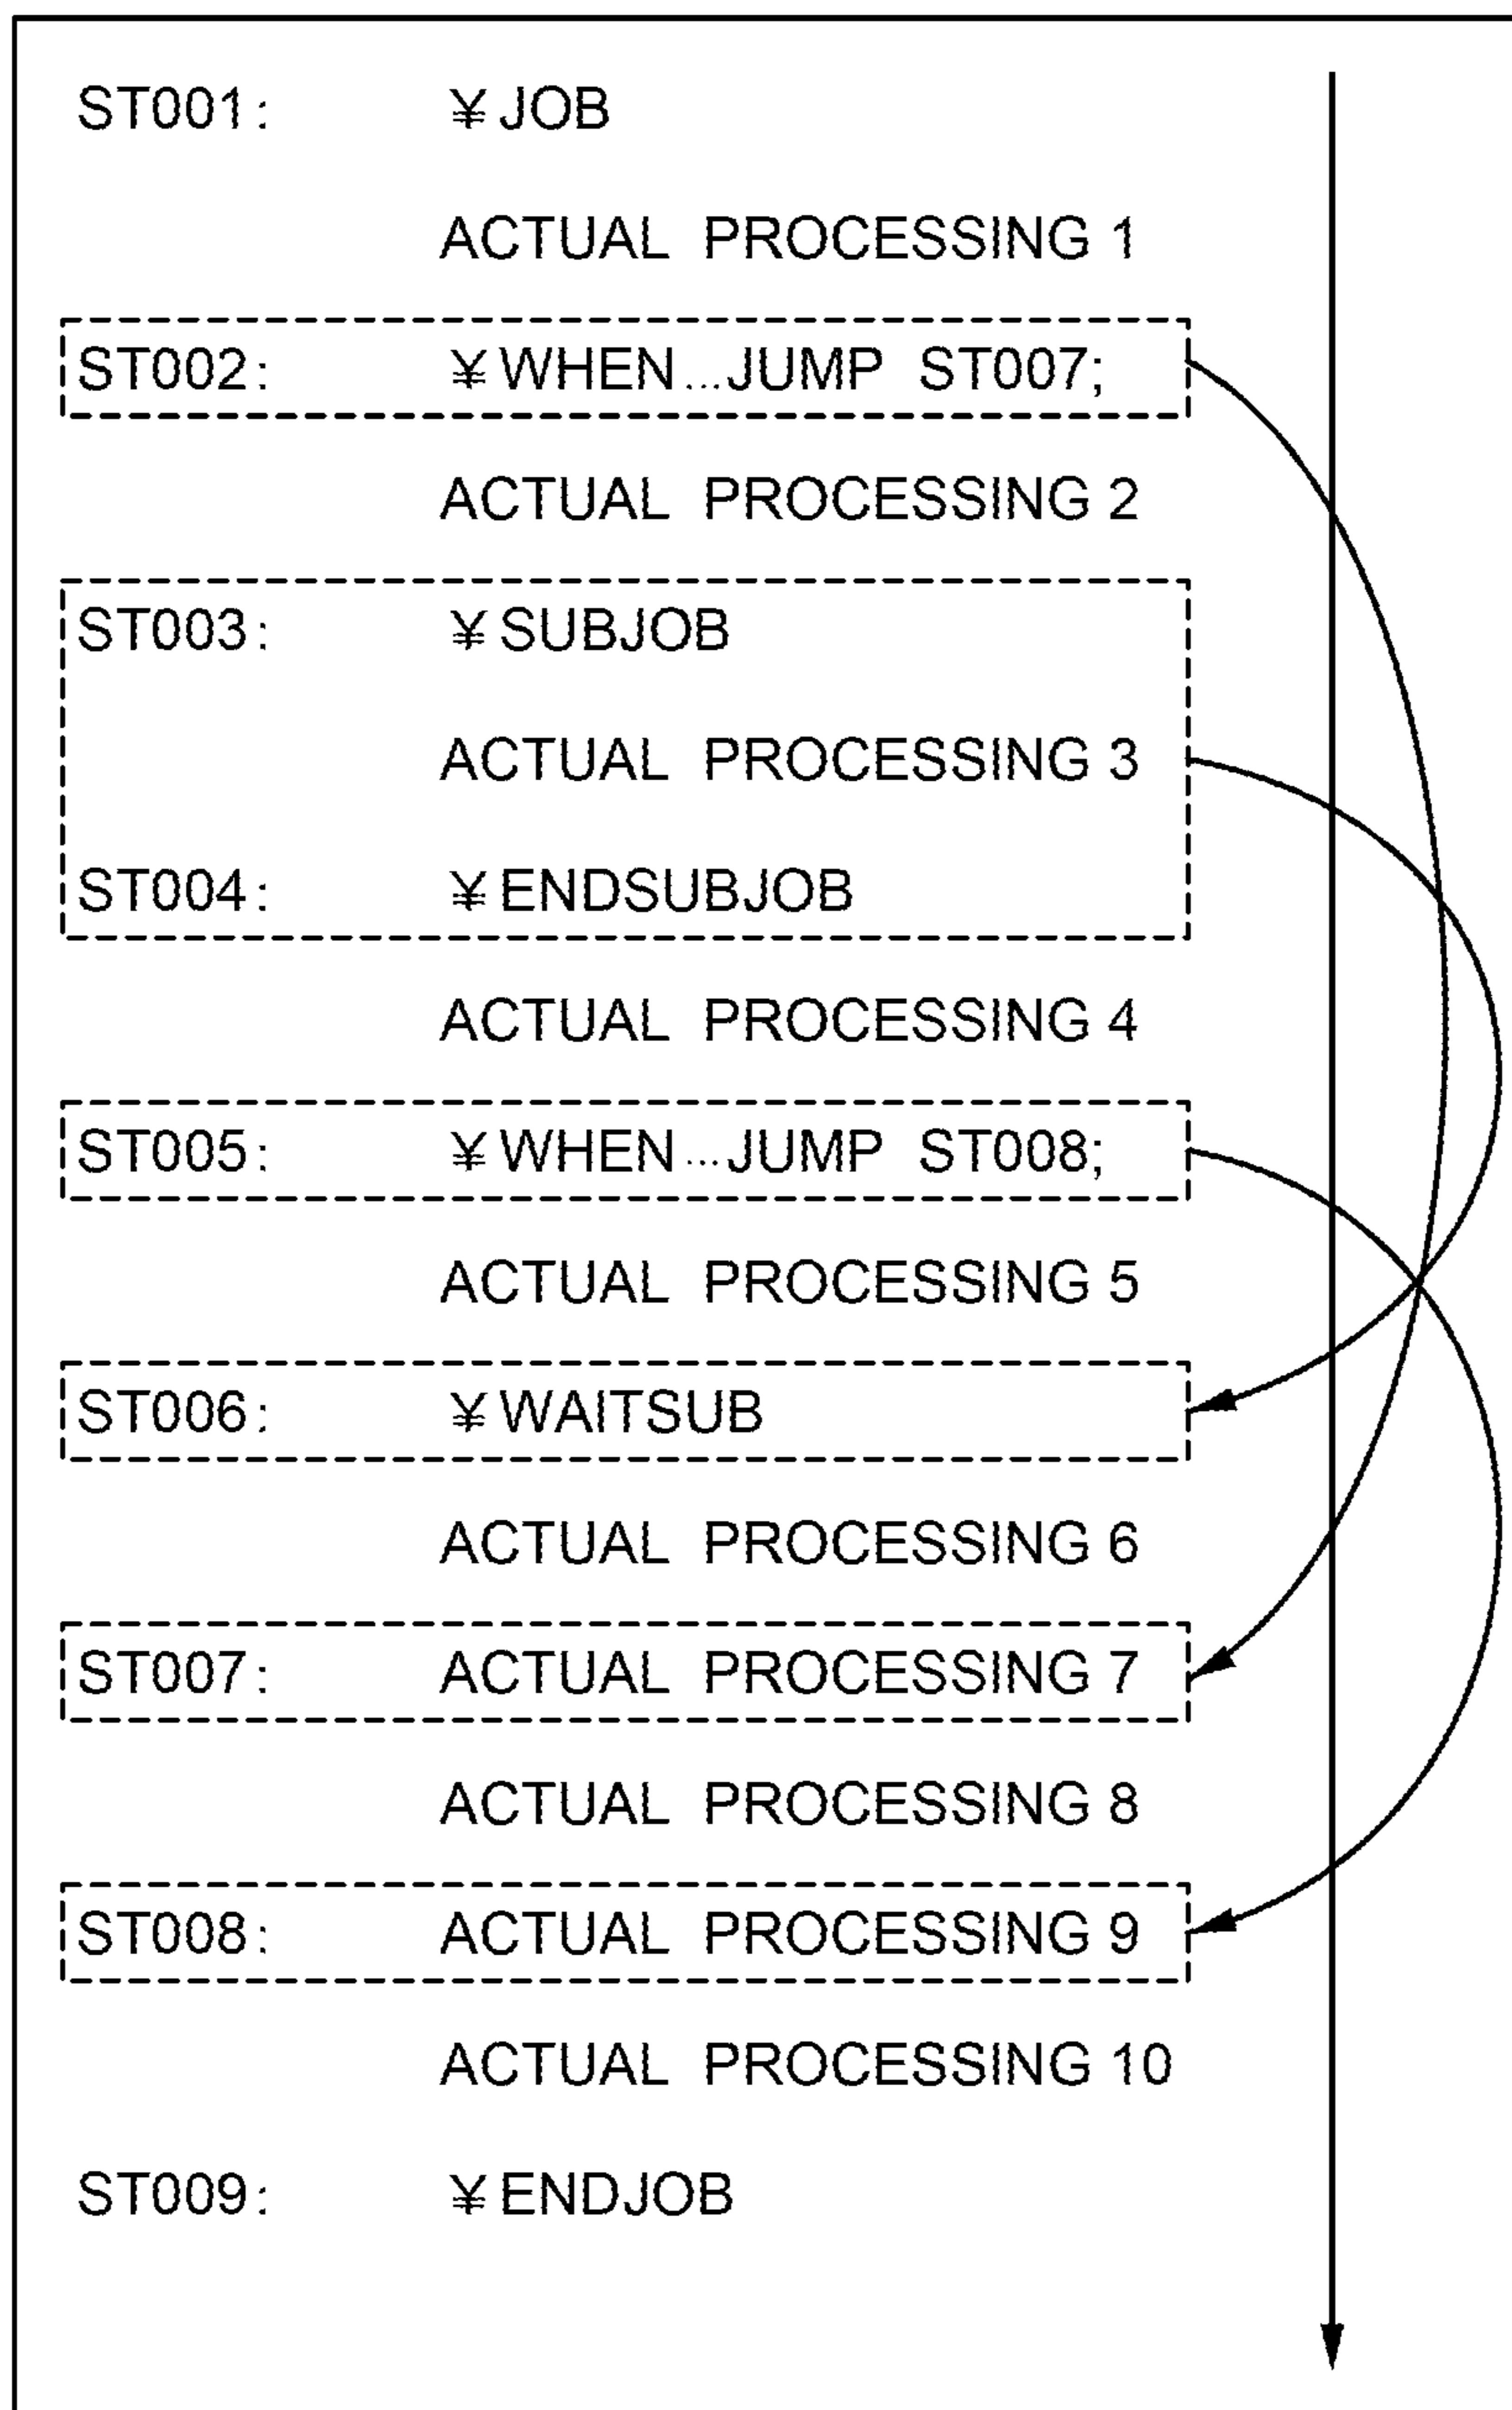 ST001: ¥JOB
ACTUAL PROCESSING 1
ST002: ¥WHEN...JUMP ST007;
ACTUAL PROCESSING 2
ST003: ¥SUBJOB
ACTUAL PROCESSING 3
ST004: ¥ENDSUBJOB
ACTUAL PROCESSING 4
ST005: ¥WHEN...JUMP ST008;
ACTUAL PROCESSING 5
ST006: ¥WAITSUB
ACTUAL PROCESSING 6
ST007: ACTUAL PROCESSING 7
ACTUAL PROCESSING 8
ST008: ACTUAL PROCESSING 9
ACTUAL PROCESSING 10
ST009: ¥ENDJOB